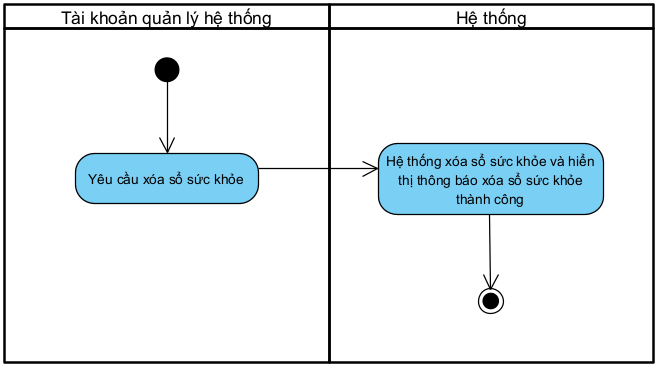 Tài khoản quản lý hệ thống
Hệ thống
Yêu cầu xóa sổ sức khỏe
Hệ thống xóa sổ sức khỏe và hiển
thị thông báo xóa sổ sức khỏe
thành công